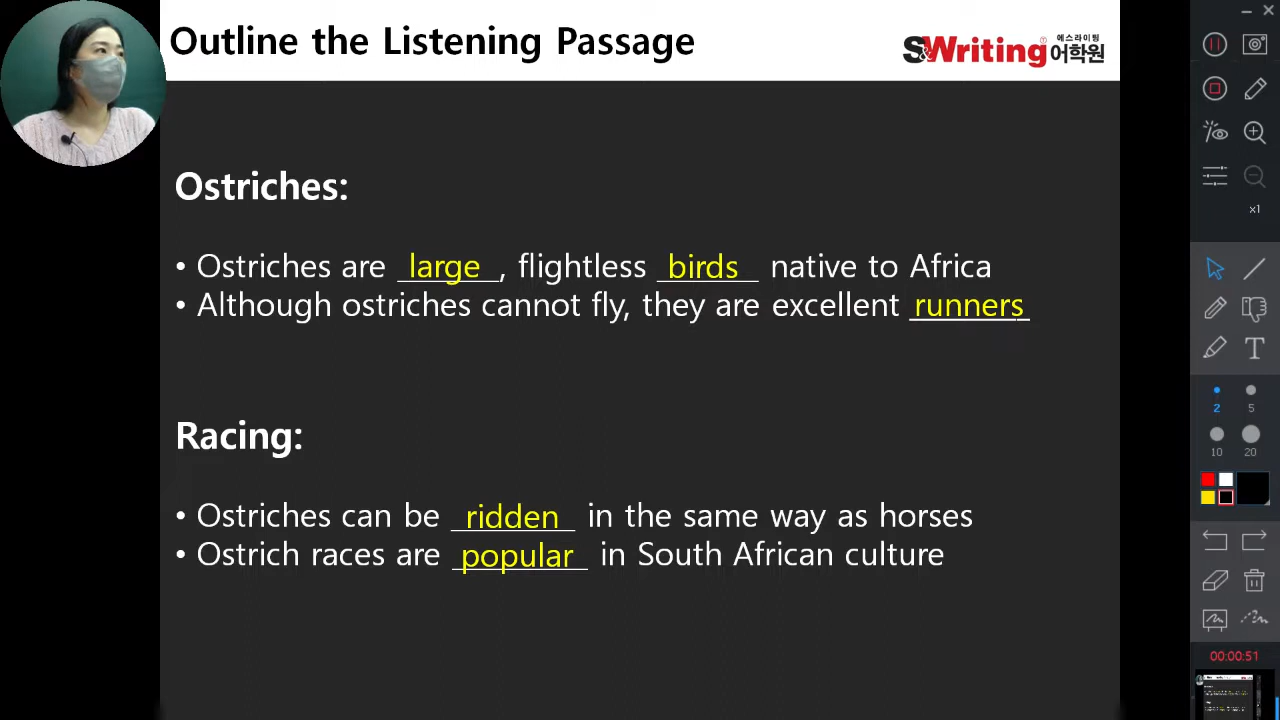 Outline the Listening Passage
S&Writing 에스라이팅 어학원
Ostriches:
• Ostriches are large, flightless birds native to Africa
• Although ostriches cannot fly, they are excellent runners
Racing:
• Ostriches can be ridden in the same way as horses
• Ostrich races are popular in South African culture
x1
T
2 5
10 20
00:00:51